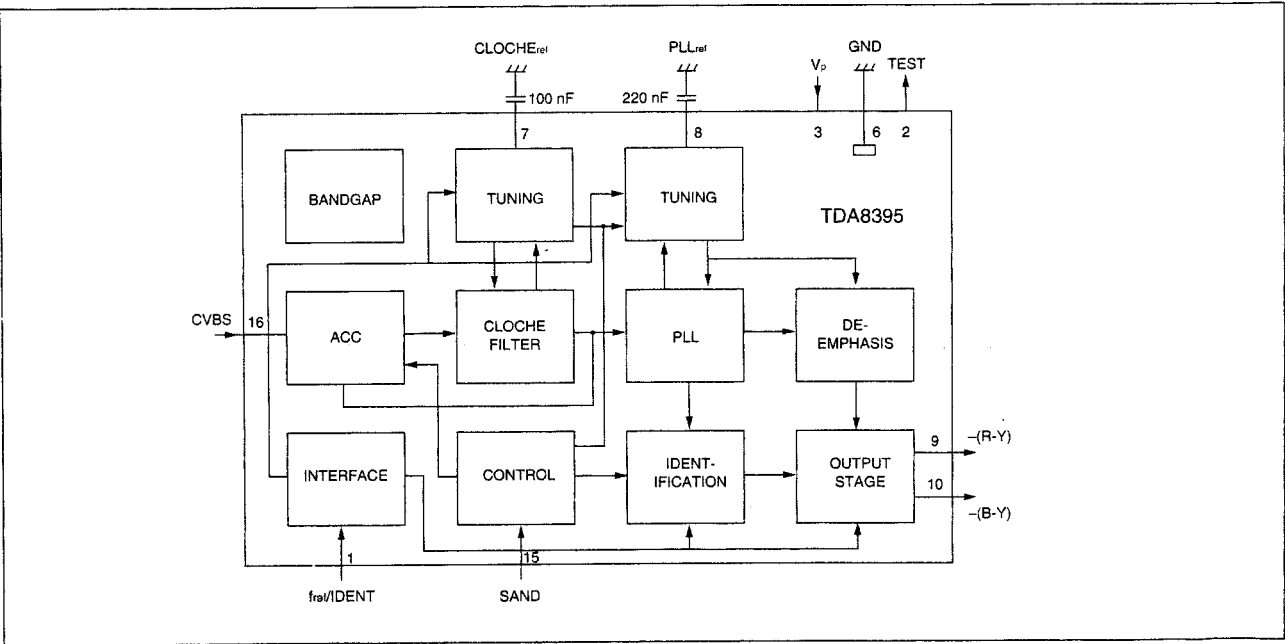 CLOCHEref
PLLref
GND
Vp
TEST
100 nF
220 nF
7
8
3
6
2
BANDGAP
TUNING
TUNING
TDA8395
CVBS
16
ACC
CLOCHE
FILTER
PLL
DE-
EMPHASIS
INTERFACE
CONTROL
IDENT-
IFICATION
OUTPUT
STAGE
9
–(R-Y)
10
–(B-Y)
1
15
fref/IDENT
SAND